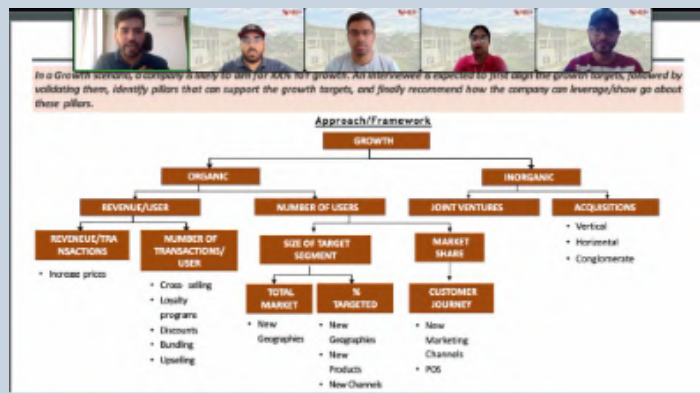 In a Growth scenario, a company is likely to aim for XX% YoY growth. An interviewee is expected to first align the growth targets, followed by
validating them, identify pillars that can support the growth targets, and finally recommend how the company can leverage/show go about
these pillars.
Approach/Framework
GROWTH
ORGANIC
INORGANIC
REVENUE/USER
NUMBER OF USERS
JOINT VENTURES
ACQUISITIONS
• Vertical
• Horizontal
• Conglomerate
REVENEUE/TRA
NSACTIONS
• Increase prices
NUMBER OF
TRANSACTIONS/
USER
• Cross- selling
• Loyalty
programs
• Discounts
• Bundling
• Upselling
SIZE OF TARGET
SEGMENT
MARKET
SHARE
TOTAL
MARKET
• New
Geographies
%
TARGETED
• New
Geographies
• New
Products
• New Channels
CUSTOMER
JOURNEY
• New
Marketing
Channels
• POS